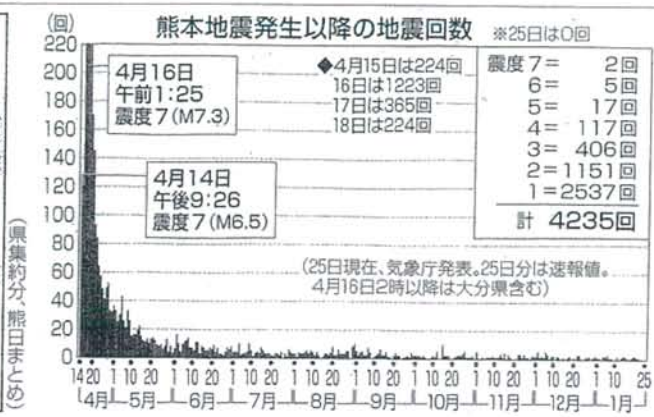 (回)
熊本地震発生以降の地震回数 ※25日は0回
220
200
180
160
140
120
100
80
60
40
20
0
4月16日
午前1:25
震度7(M7.3)
4月14日
午後9:26
震度7(M6.5)
◆4月15日は224回
16日は1223回
17日は365回
18日は224回
震度7= 2回
6= 5回
5= 17回
4= 117回
3= 406回
2=1151回
1=2537回
計 4235回
(25日現在、気象庁発表。25日分は速報値。
4月16日2時以降は大分県含む)
14 20 1 10 20 1 10 20 1 10 20 1 10 20 1 10 20 1 10 20 1 10 20 1 10 20 1 10 25
4月 5月 6月 7月 8月 9月 10月 11月 12月 1月
(県集約分、熊日まとめ)